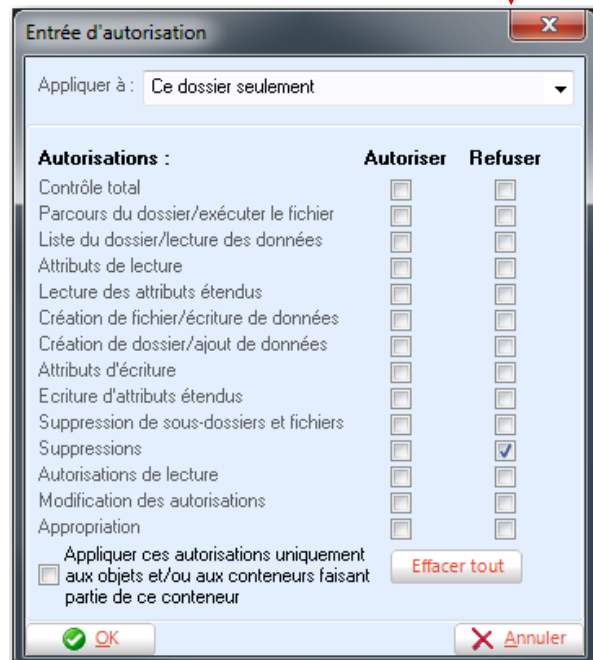 Entrée d'autorisation
Appliquer à : Ce dossier seulement
Autorisations : Autoriser Refuser
Contrôle total
Parcours du dossier/exécuter le fichier
Liste du dossier/lecture des données
Attributs de lecture
Lecture des attributs étendus
Création de fichier/écriture de données
Création de dossier/ajout de données
Attributs d'écriture
Ecriture d'attributs étendus
Suppression de sous-dossiers et fichiers
Suppressions
Autorisations de lecture
Modification des autorisations
Appropriation
Appliquer ces autorisations uniquement
aux objets et/ou aux conteneurs faisant
partie de ce conteneur
Effacer tout
OK Annuler